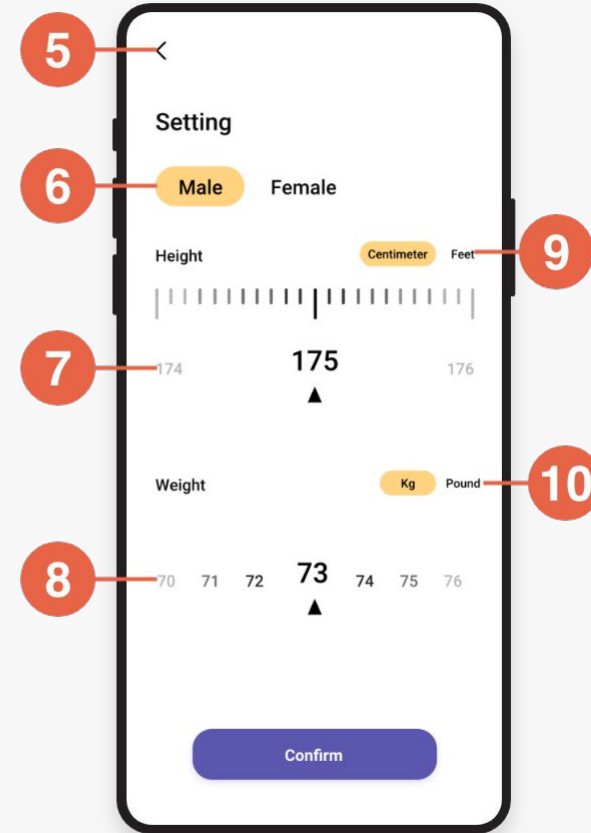 5
Setting
6
Male Female
Height Centimeter Feet
9
7
174 175 176
Weight Kg Pound
10
8
70 71 72 73 74 75 76
Confirm